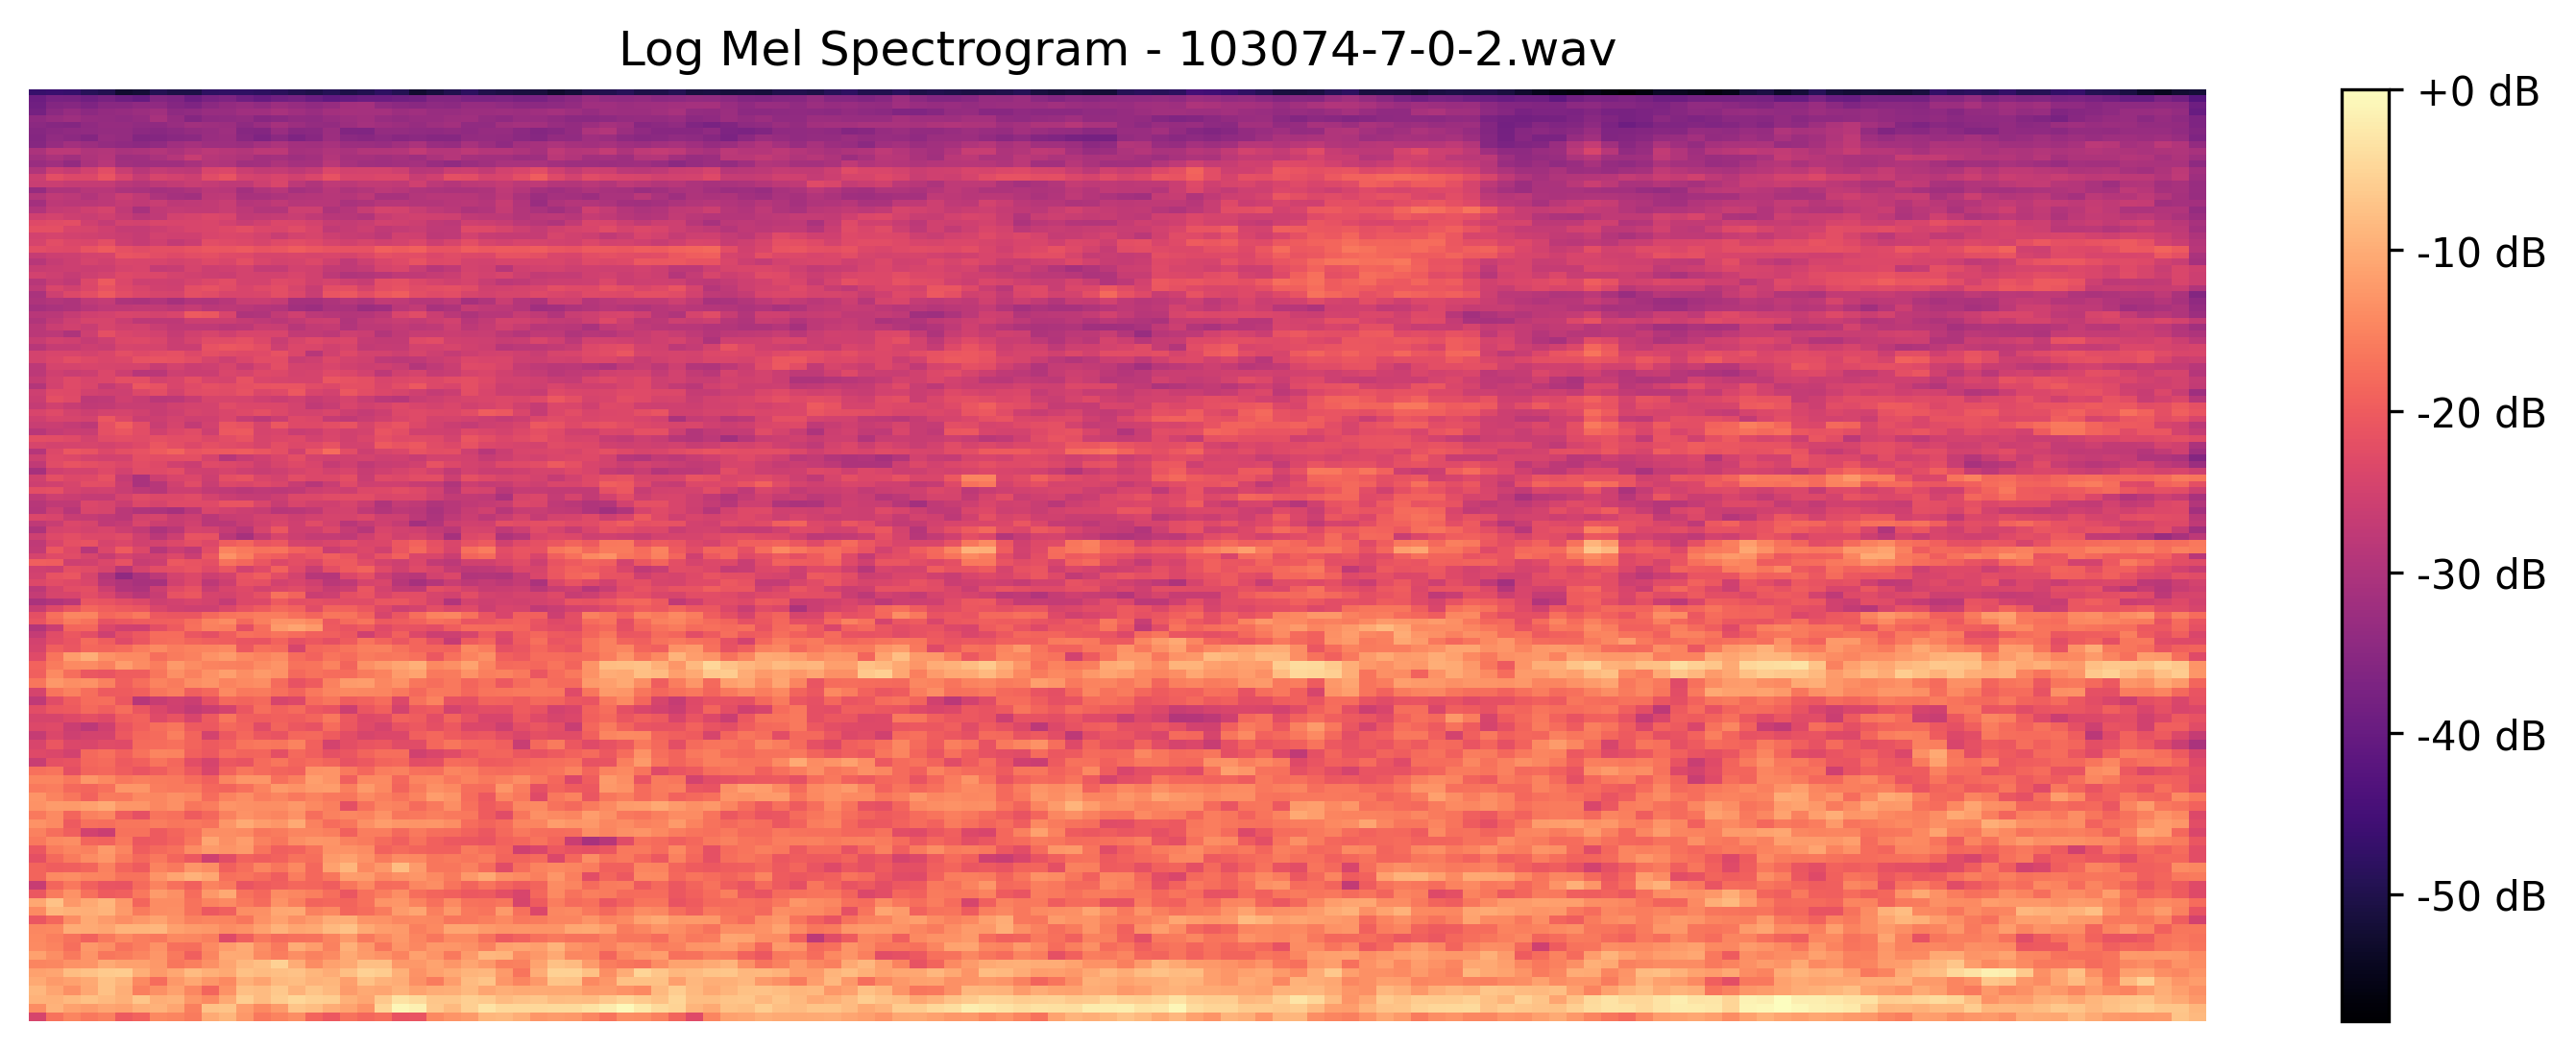 Log Mel Spectrogram - 103074-7-0-2.wav
+0 dB
-10 dB
-20 dB
-30 dB
-40 dB
-50 dB